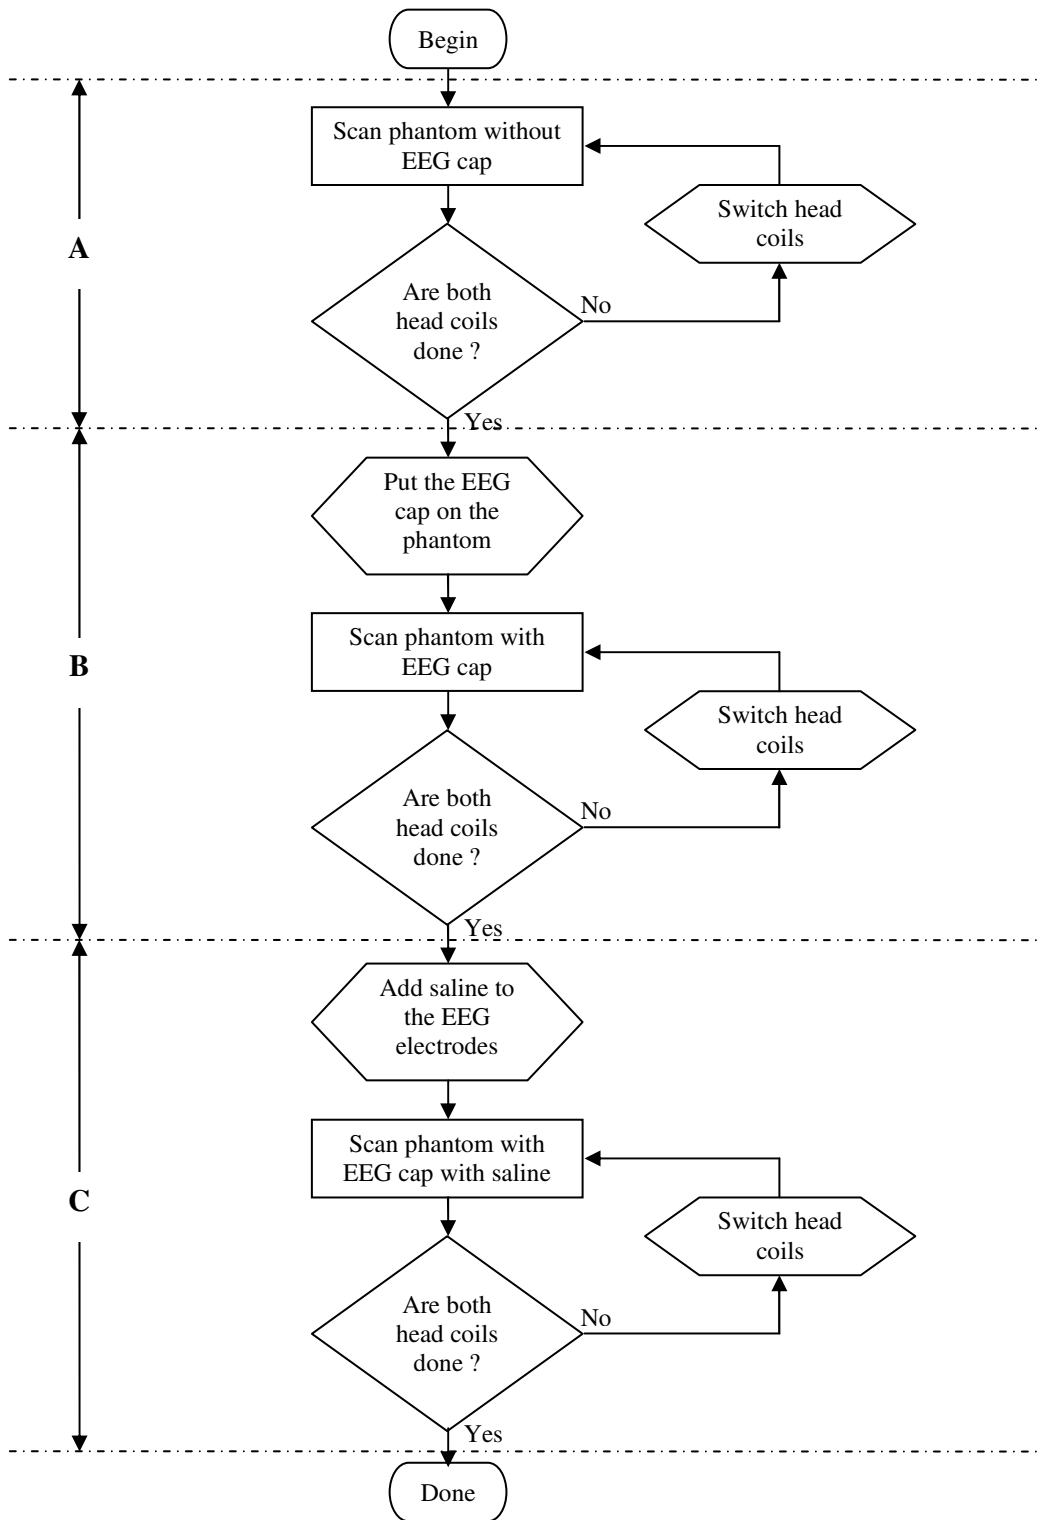 Begin
Scan phantom without
EEG cap
Switch head
coils
A
Are both
head coils
done ?
No
Yes
Put the EEG
cap on the
phantom
Scan phantom with
EEG cap
B
Switch head
coils
Are both
head coils
done ?
No
Yes
Add saline to
the EEG
electrodes
Scan phantom with
EEG cap with saline
C
Switch head
coils
Are both
head coils
done ?
No
Yes
Done